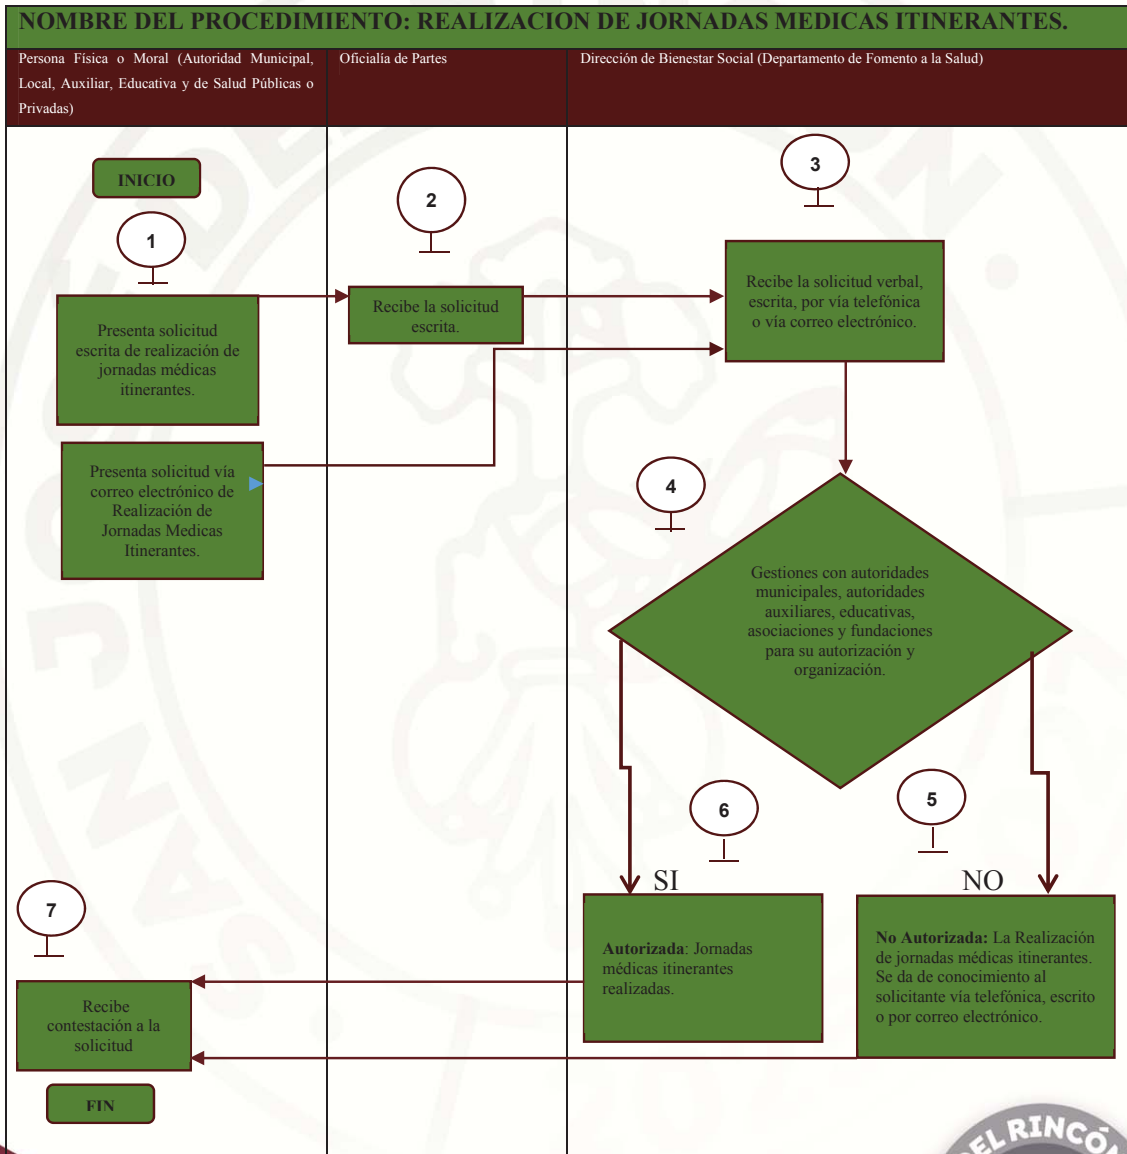 NOMBRE DEL PROCEDIMIENTO: REALIZACION DE JORNADAS MEDICAS ITINERANTES.
Persona Física o Moral (Autoridad Municipal,
Local, Auxiliar, Educativa y de Salud Públicas o
Privadas)
Oficialía de Partes
Dirección de Bienestar Social (Departamento de Fomento a la Salud)
INICIO
1
2
3
Presenta solicitud
escrita de realización de
jornadas médicas
itinerantes.
Recibe la solicitud
escrita.
Recibe la solicitud verbal,
escrita, por vía telefónica
o vía correo electrónico.
Presenta solicitud vía
correo electrónico de
Realización de
Jornadas Medicas
Itinerantes.
4
Gestiones con autoridades
municipales, autoridades
auxiliares, educativas,
asociaciones y fundaciones
para su autorización y
organización.
6
5
SI
NO
Autorizada: Jornadas
médicas itinerantes
realizadas.
No Autorizada: La Realización
de jornadas médicas itinerantes.
Se da de conocimiento al
solicitante vía telefónica, escrito
o por correo electrónico.
7
Recibe
contestación a la
solicitud
FIN
DEL RINCÓN
SAN JOSÉ DEL